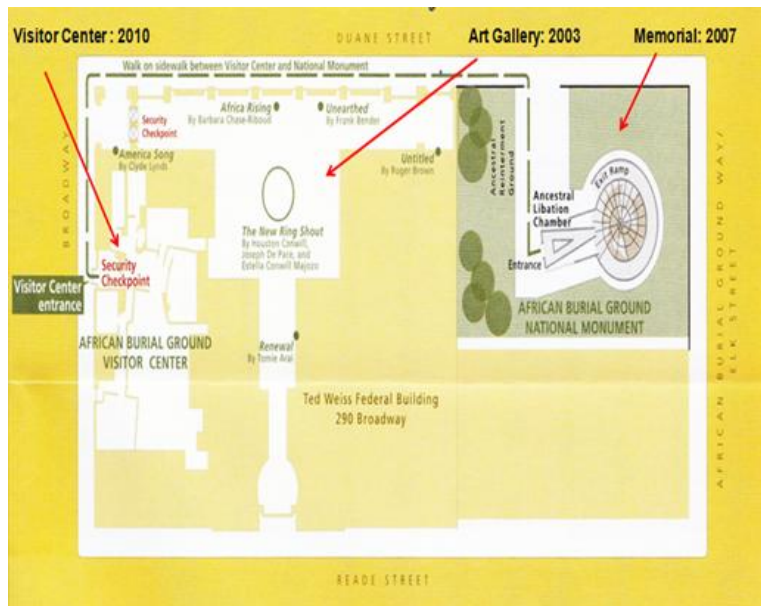 Visitor Center : 2010
Art Gallery: 2003
Memorial: 2007
DUANE STREET
Walk on sidewalk between Visitor Center and National Monument
Africa Rising
By Barbara Chase-Riboud
Unearthed
By Frank Bender
Security
Checkpoint
America Song
By Clyde Lynds
Untitled
By Roger Brown
BROADWAY
Ancestral
Reinterment
Ground
Exit Ramp
Ancestral
Libation
Chamber
Entrance
The New Ring Shout
By Houston Conwill,
Joseph De Pace, and
Estella Conwill Majozo
Security
Checkpoint
Visitor Center
entrance
AFRICAN BURIAL GROUND
NATIONAL MONUMENT
AFRICAN BURIAL GROUND
VISITOR CENTER
Renewal
By Tomie Arai
Ted Weiss Federal Building
290 Broadway
AFRICAN BURIAL GROUND WAY/
ELK STREET
READE STREET